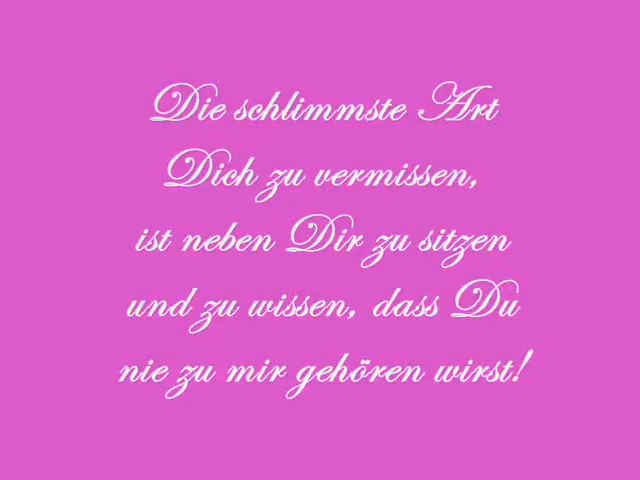 Die schlimmste Art
Dich zu vermissen,
ist neben Dir zu sitzen
und zu wissen, dass Du
nie zu mir gehören wirst!